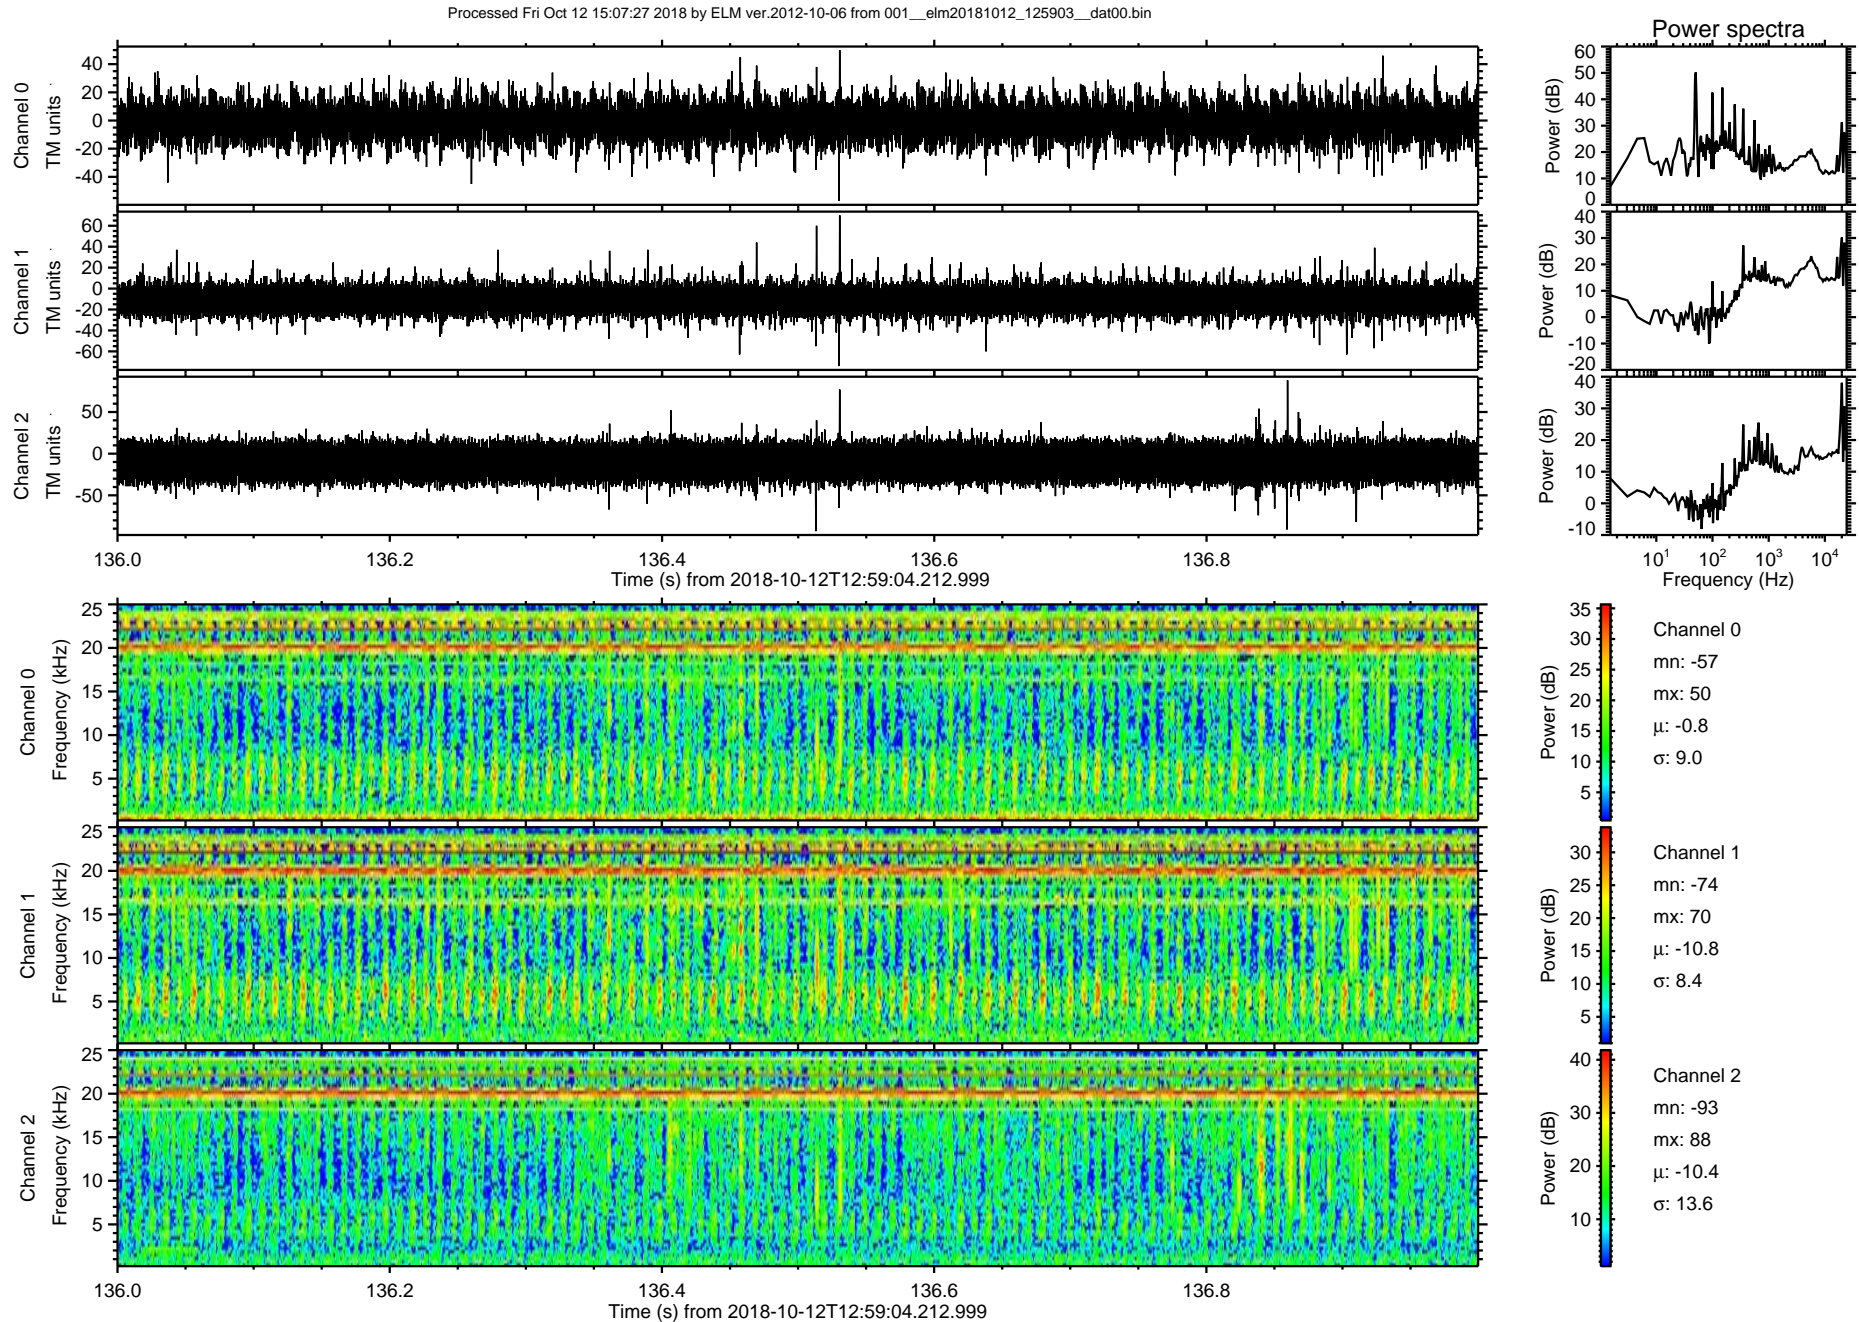 Processed Fri Oct 12 15:07:27 2018 by ELM ver.2012-10-06 from 001__elm20181012_125903__dat00.bin
Power spectra
Channel 0
TM units
40
20
0
-20
-40
Power (dB)
60
50
40
30
20
10
0
Channel 1
TM units
60
40
20
0
-20
-40
-60
Power (dB)
40
30
20
10
0
-10
-20
Channel 2
TM units
50
0
-50
Power (dB)
40
30
20
10
0
-10
136.0 136.2 136.4 136.6 136.8
Time (s) from 2018-10-12T12:59:04.212.999
10¹ 10² 10³ 10⁴
Frequency (Hz)
Channel 0
Frequency (kHz)
25
20
15
10
5
Power (dB)
35
30
25
20
15
10
5
Channel 0
mn: -57
mx: 50
μ: -0.8
σ: 9.0
Channel 1
Frequency (kHz)
25
20
15
10
5
Power (dB)
30
25
20
15
10
5
Channel 1
mn: -74
mx: 70
μ: -10.8
σ: 8.4
Channel 2
Frequency (kHz)
25
20
15
10
5
Power (dB)
40
30
20
10
Channel 2
mn: -93
mx: 88
μ: -10.4
σ: 13.6
136.0 136.2 136.4 136.6 136.8
Time (s) from 2018-10-12T12:59:04.212.999